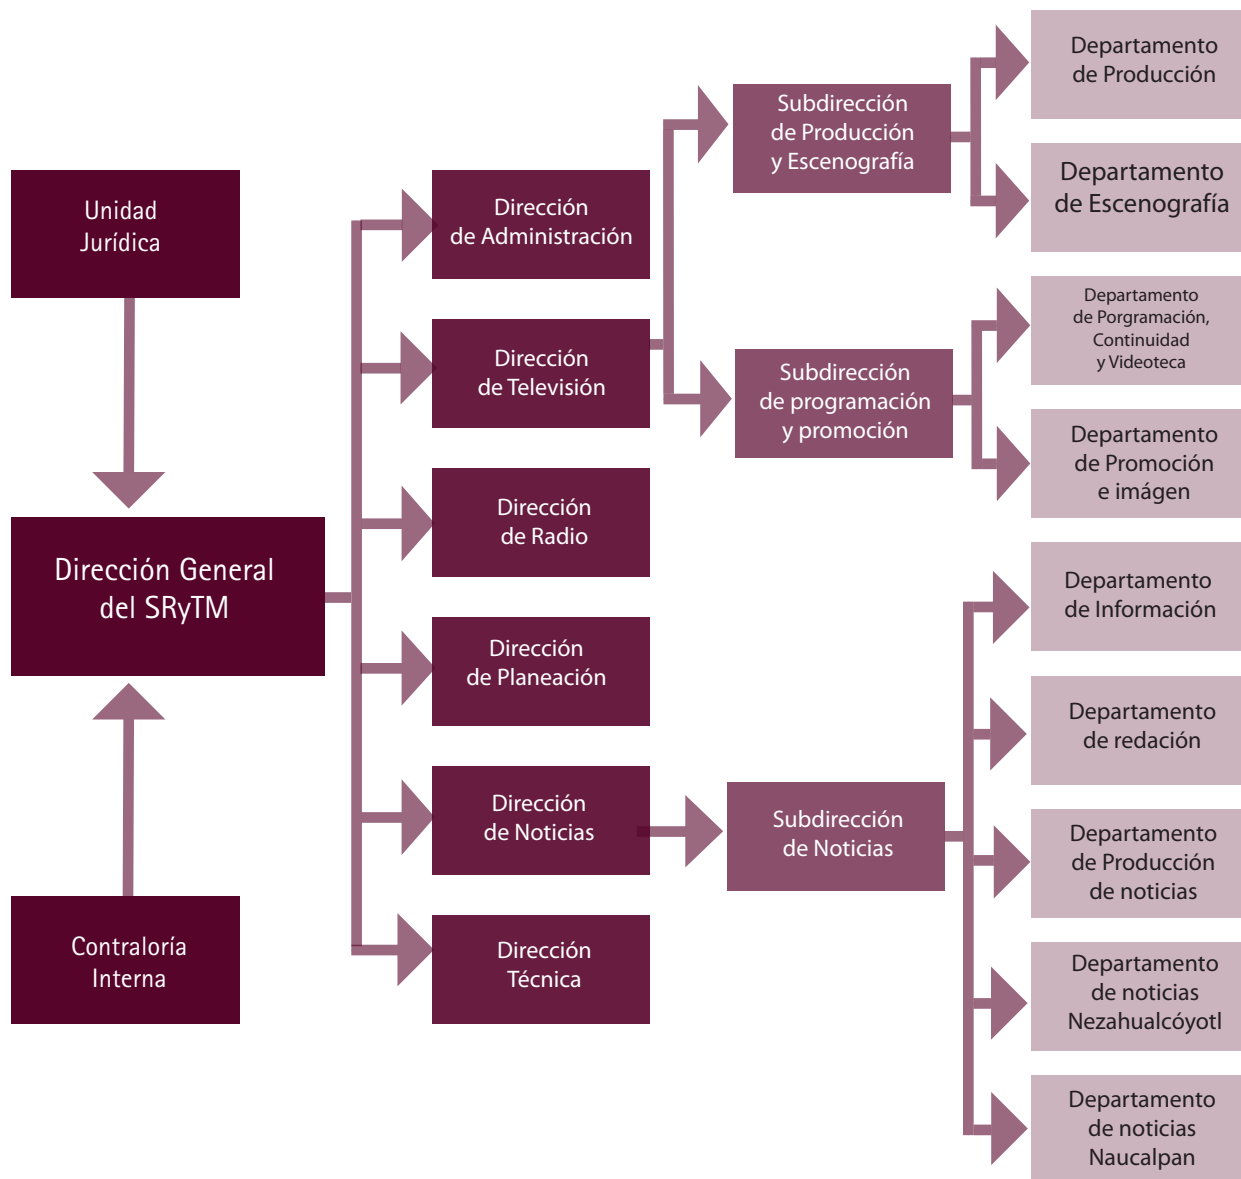 Unidad
Jurídica
Dirección General
del SRyTM
Contraloría
Interna
Dirección
de Administración
Dirección
de Televisión
Dirección
de Radio
Dirección
de Planeación
Dirección
de Noticias
Dirección
Técnica
Subdirección
de Producción
y Escenografía
Subdirección
de programación
y promoción
Subdirección
de Noticias
Departamento
de Producción
Departamento
de Escenografía
Departamento
de Porgramación,
Continuidad
y Videoteca
Departamento
de Promoción
e imágen
Departamento
de Información
Departamento
de redación
Departamento
de Producción
de noticias
Departamento
de noticias
Nezahualcóyotl
Departamento
de noticias
Naucalpan